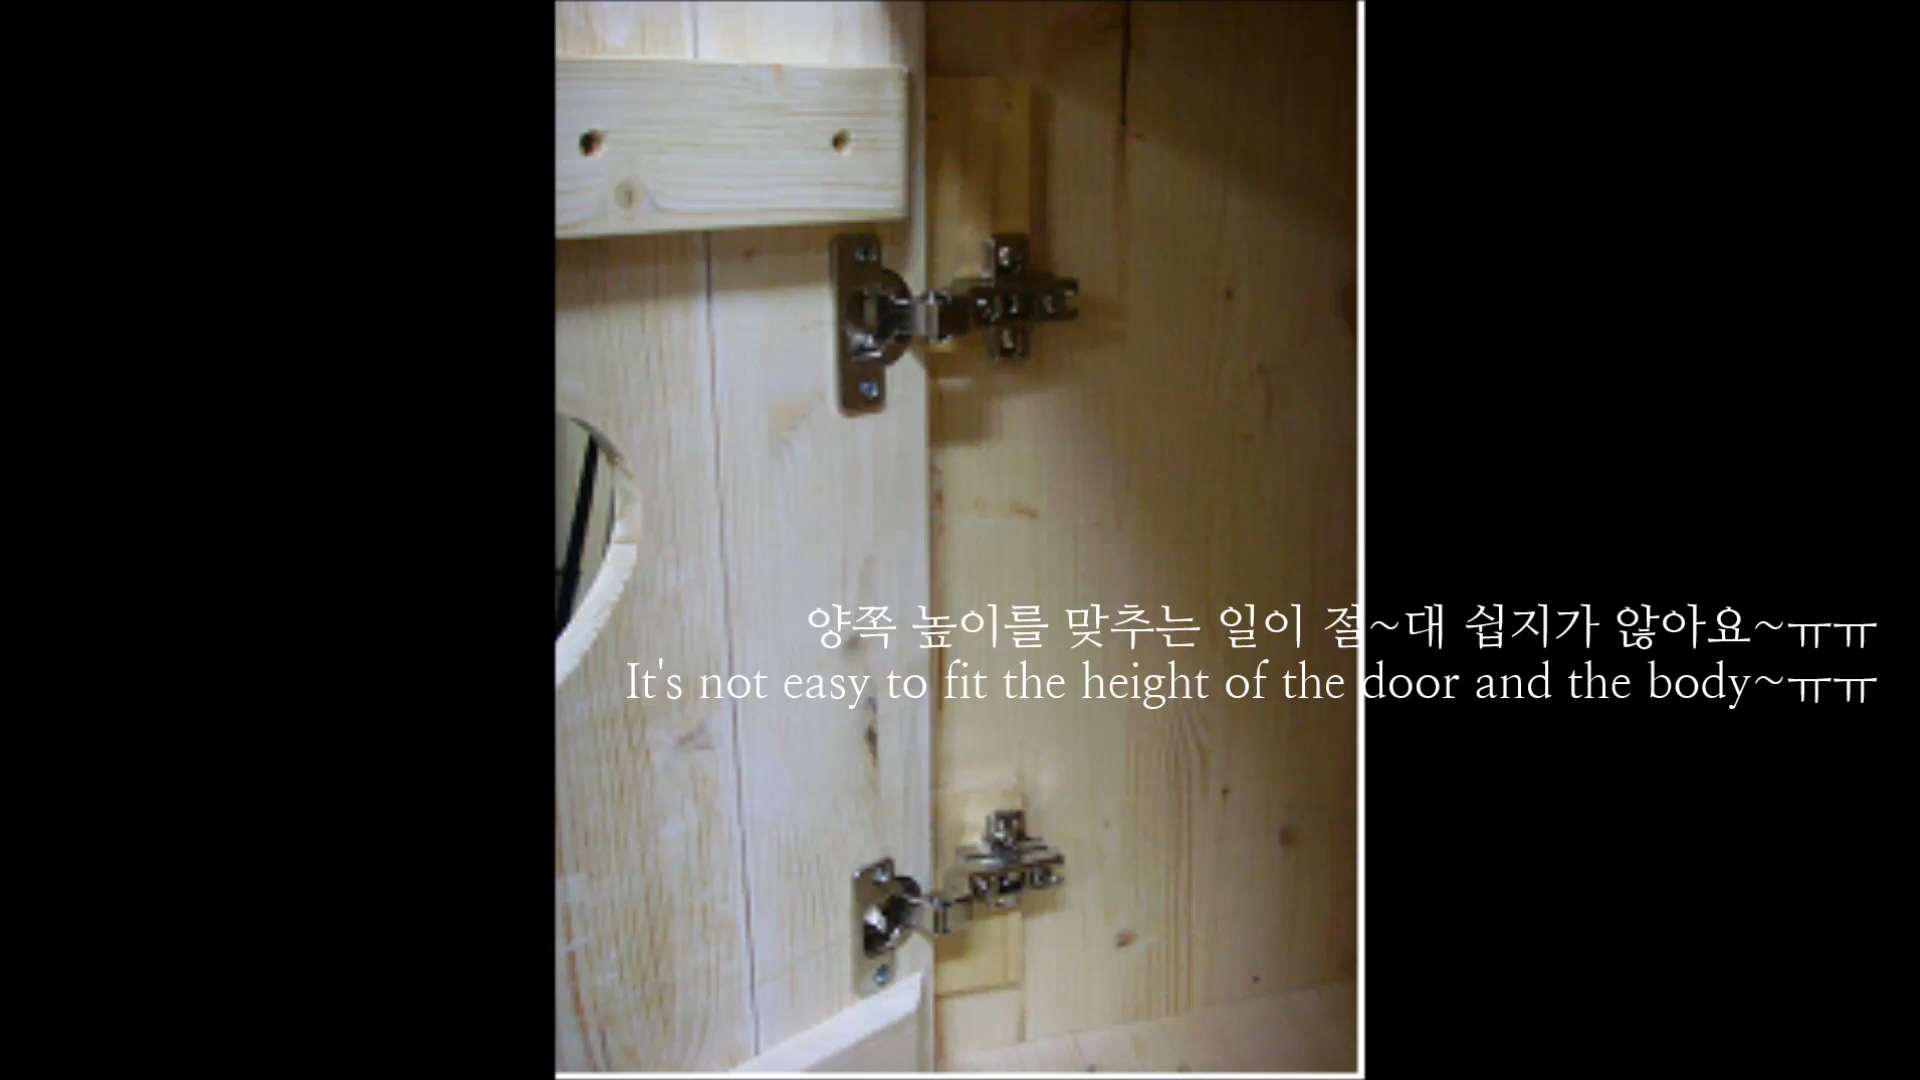 양쪽 높이를 맞추는 일이 절~대 쉽지가 않아요~ㅠㅠ
It's not easy to fit the height of the door and the body~ㅠㅠ